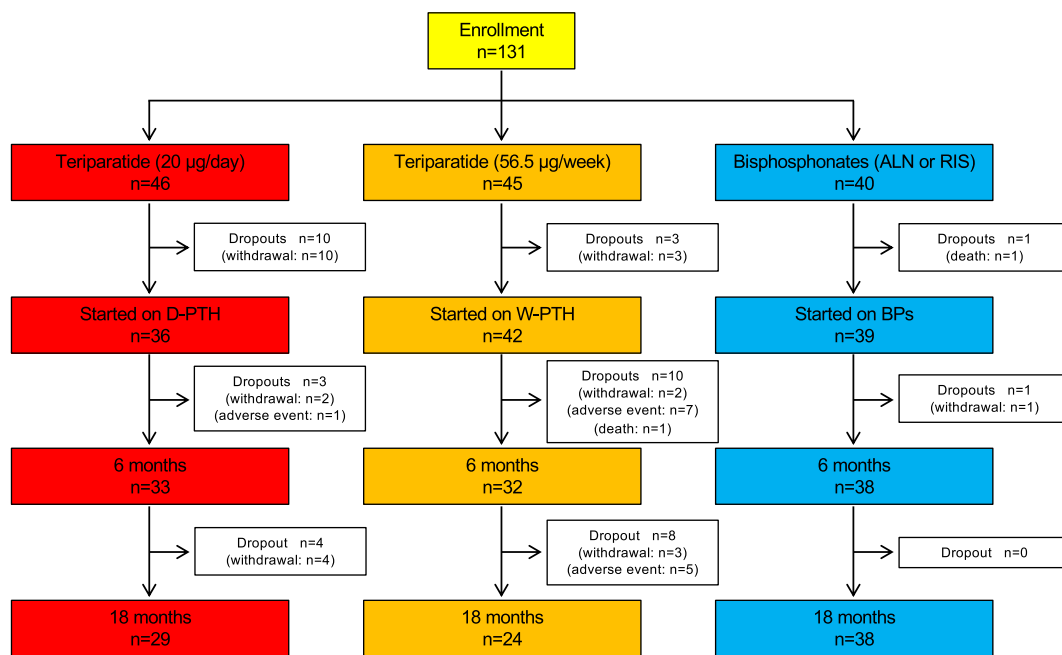 Enrollment
n=131
Teriparatide (20 µg/day)
n=46
Teriparatide (56.5 µg/week)
n=45
Bisphosphonates (ALN or RIS)
n=40
Dropouts n=10
(withdrawal: n=10)
Dropouts n=3
(withdrawal: n=3)
Dropouts n=1
(death: n=1)
Started on D-PTH
n=36
Started on W-PTH
n=42
Started on BPs
n=39
Dropouts n=3
(withdrawal: n=2)
(adverse event: n=1)
Dropouts n=10
(withdrawal: n=2)
(adverse event: n=7)
(death: n=1)
Dropouts n=1
(withdrawal: n=1)
6 months
n=33
6 months
n=32
6 months
n=38
Dropout n=4
(withdrawal: n=4)
Dropout n=8
(withdrawal: n=3)
(adverse event: n=5)
Dropout n=0
18 months
n=29
18 months
n=24
18 months
n=38